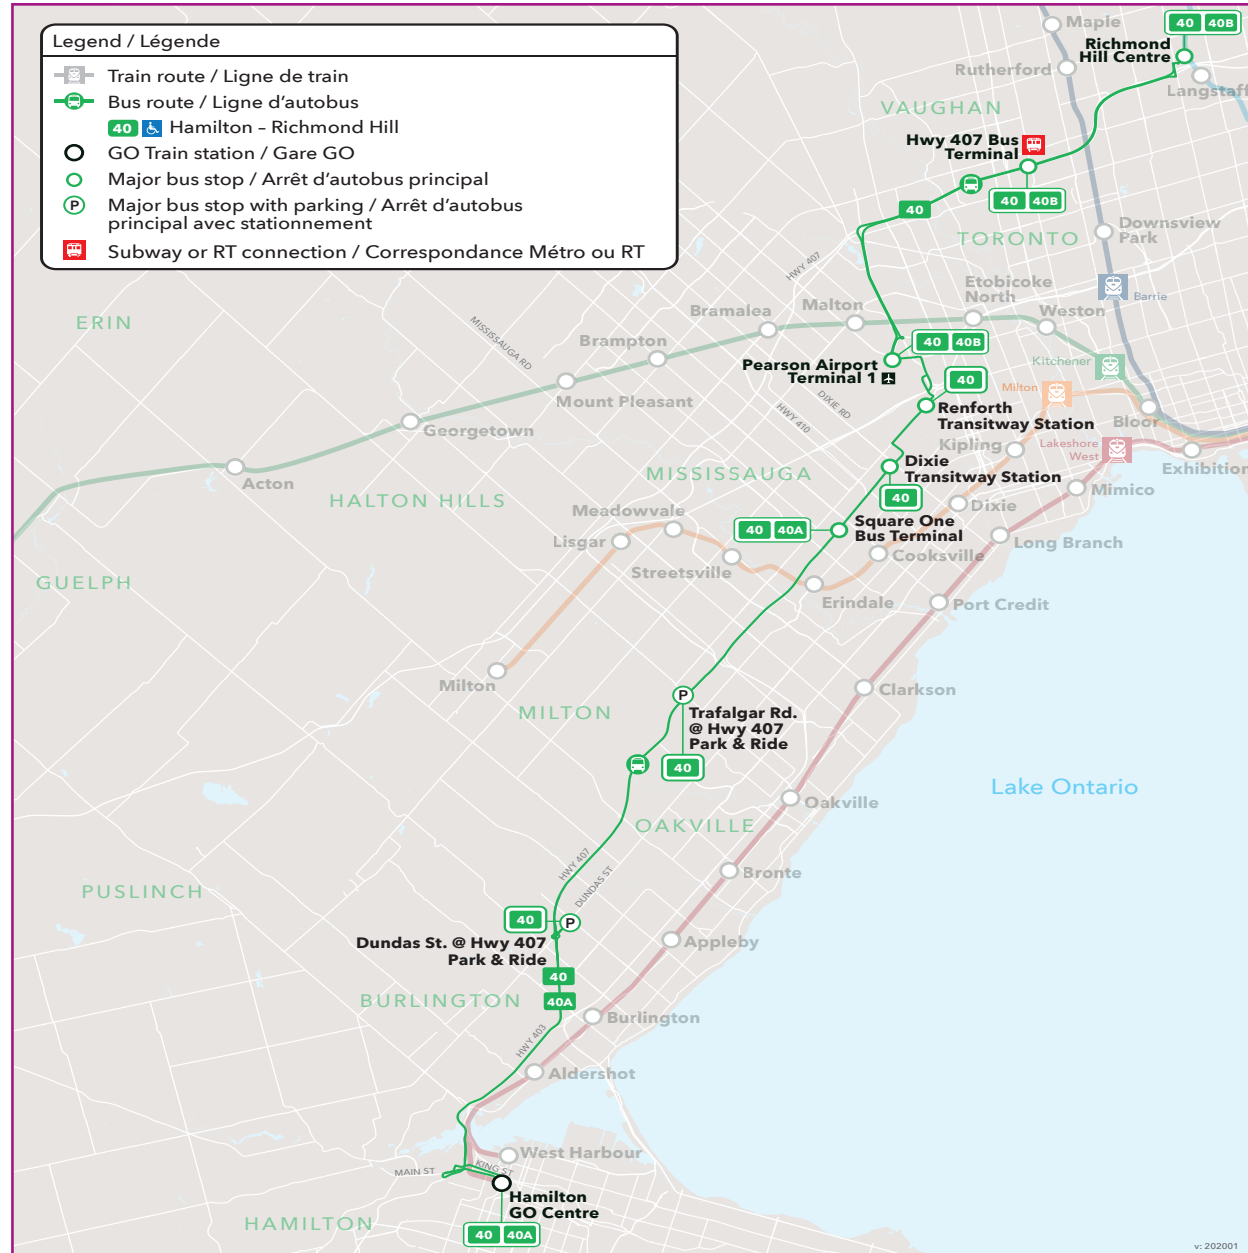 Legend / Légende
Train route / Ligne de train
Bus route / Ligne d'autobus
40 Hamilton – Richmond Hill
GO Train station / Gare GO
Major bus stop / Arrêt d'autobus principal
P Major bus stop with parking / Arrêt d'autobus
principal avec stationnement
Subway or RT connection / Correspondance Métro ou RT
40 40B
Maple
Richmond
Hill Centre
Rutherford
Langstaff
VAUGHAN
Hwy 407 Bus
Terminal
40 40B
40
TORONTO
Downsview
Park
HWY 407
Barrie
Etobicoke
North
Malton
Bramalea
Weston
ERIN
MISSISSAUGA RD
Brampton
40 40B
Kitchener
Pearson Airport
Terminal 1
40
Milton
Mount Pleasant
DIXIE RD
HWY 410
Renforth
Transitway Station
Bloor
Georgetown
Kipling
Lakeshore
West
Exhibition
Acton
MISSISSAUGA
Dixie
Transitway Station
Mimico
HALTON HILLS
40
Dixie
Meadowvale
40 40A
Square One
Bus Terminal
Lisgar
Long Branch
Cooksville
Streetsville
GUELPH
Erindale
Port Credit
Milton
Clarkson
P
MILTON
Trafalgar Rd.
@ Hwy 407
Park & Ride
40
Lake Ontario
Oakville
OAKVILLE
HWY 407
DUNDAS ST
Bronte
PUSLINCH
40
P
Dundas St. @ Hwy 407
Park & Ride
Appleby
40
40A
BURLINGTON
Burlington
HWY 403
Aldershot
West Harbour
MAIN ST
KING ST
Hamilton
GO Centre
HAMILTON
40 40A
v: 202001